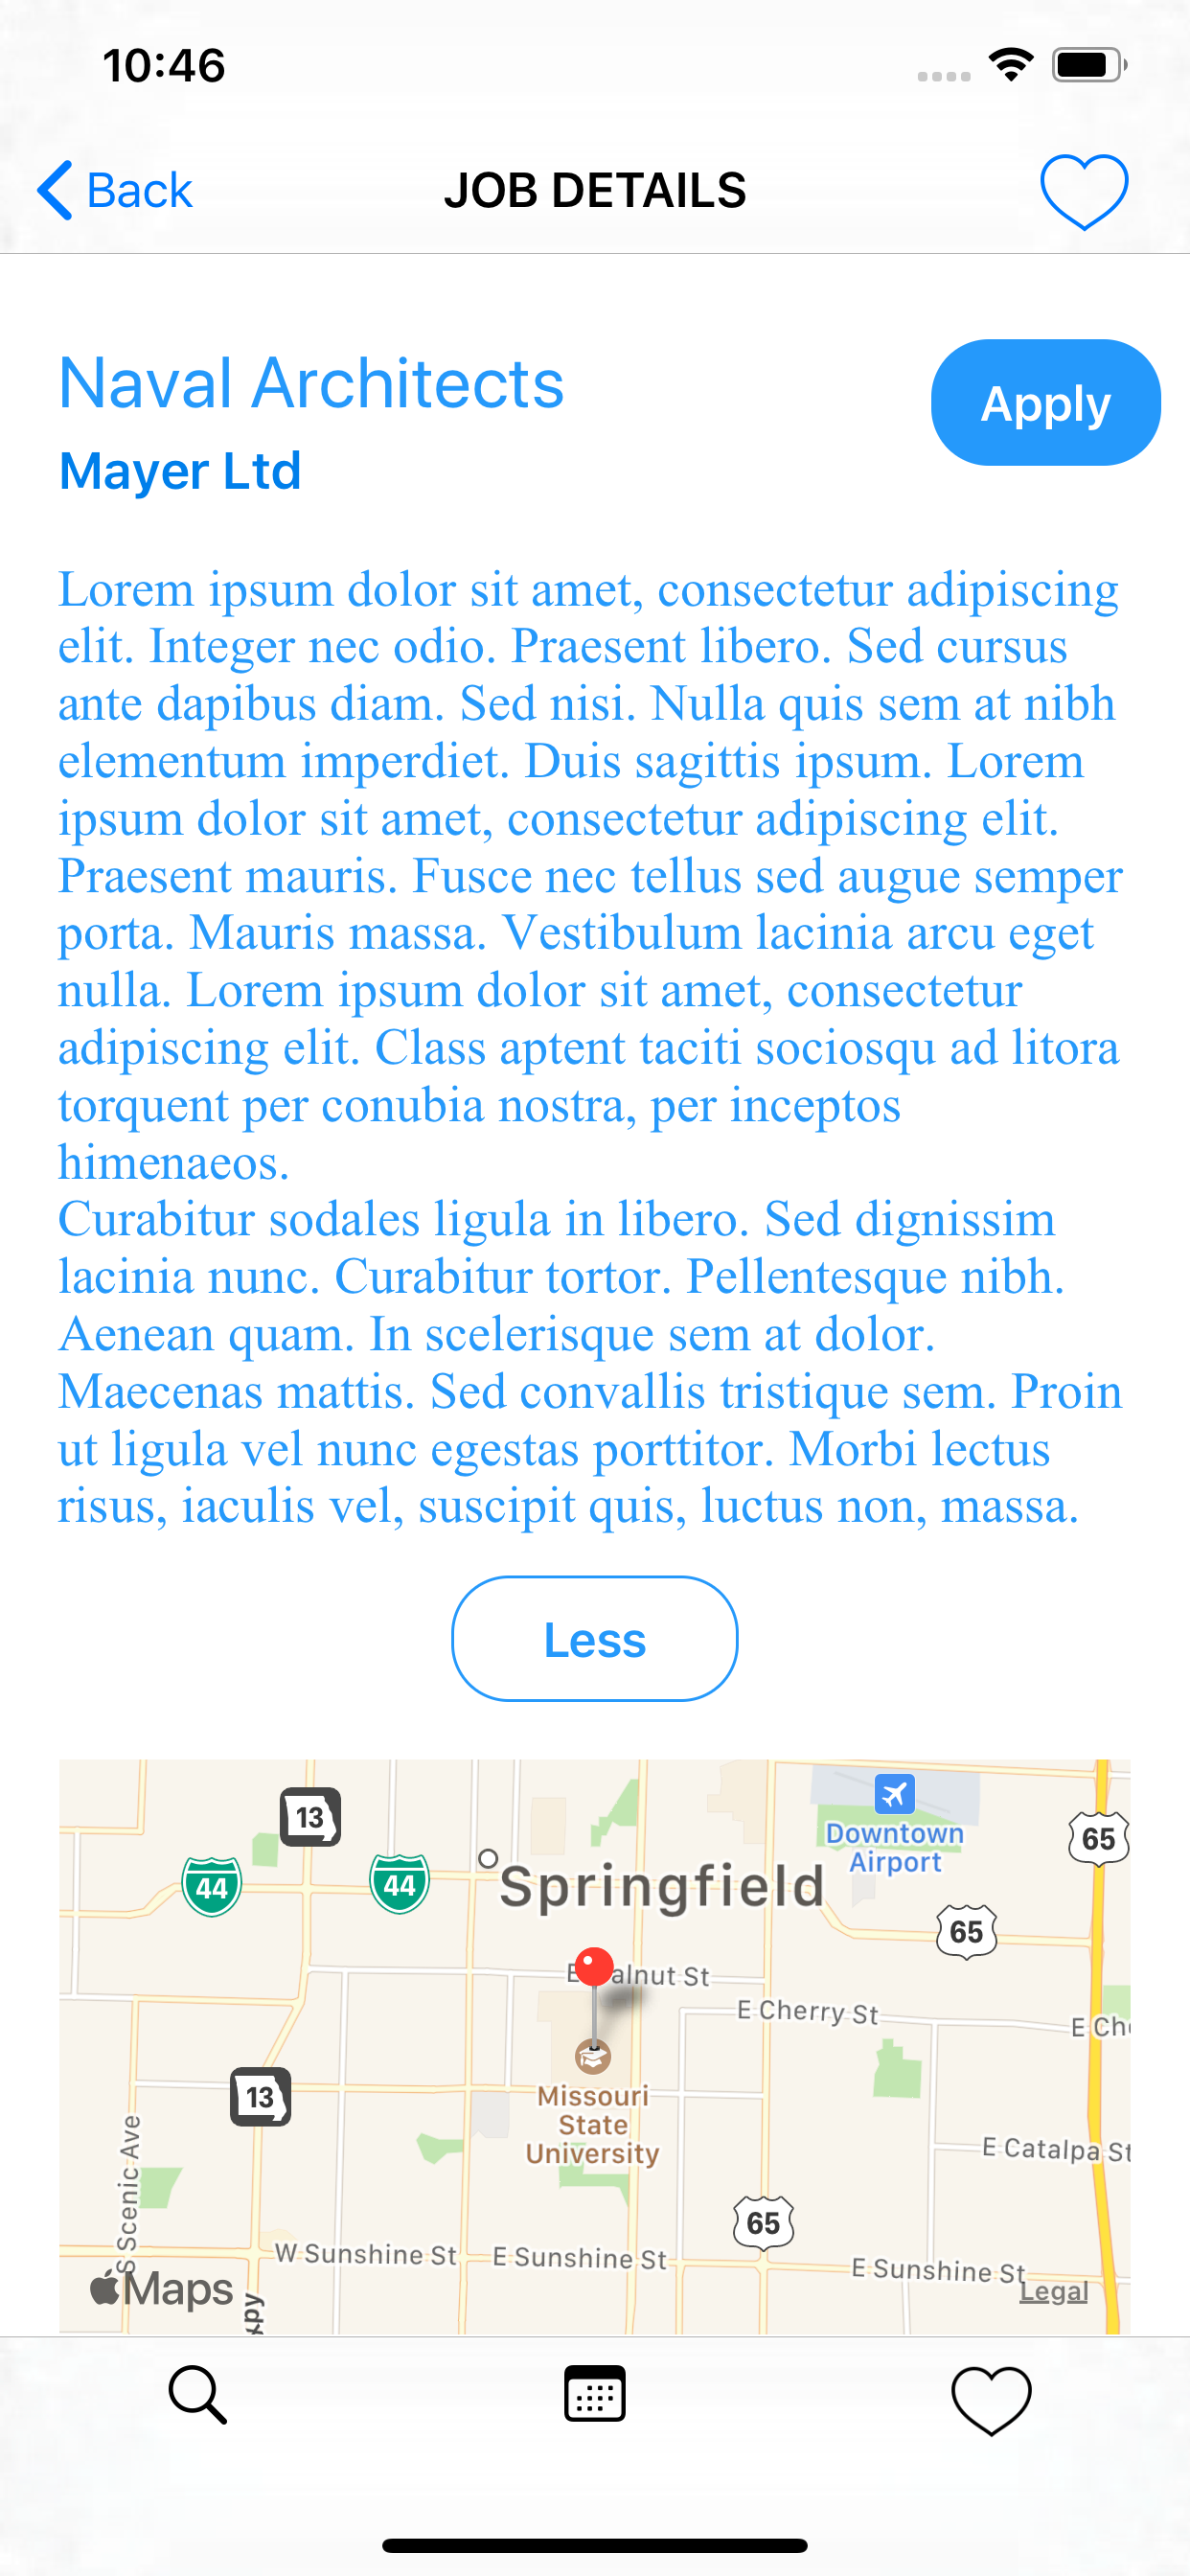 10:46
Back
JOB DETAILS
Naval Architects
Apply
Mayer Ltd
Lorem ipsum dolor sit amet, consectetur adipiscing
elit. Integer nec odio. Praesent libero. Sed cursus
ante dapibus diam. Sed nisi. Nulla quis sem at nibh
elementum imperdiet. Duis sagittis ipsum. Lorem
ipsum dolor sit amet, consectetur adipiscing elit.
Praesent mauris. Fusce nec tellus sed augue semper
porta. Mauris massa. Vestibulum lacinia arcu eget
nulla. Lorem ipsum dolor sit amet, consectetur
adipiscing elit. Class aptent taciti sociosqu ad litora
torquent per conubia nostra, per inceptos
himenaeos.
Curabitur sodales ligula in libero. Sed dignissim
lacinia nunc. Curabitur tortor. Pellentesque nibh.
Aenean quam. In scelerisque sem at dolor.
Maecenas mattis. Sed convallis tristique sem. Proin
ut ligula vel nunc egestas porttitor. Morbi lectus
risus, iaculis vel, suscipit quis, luctus non, massa.
Less
13
Downtown
Airport
65
44
44
Springfield
65
E alnut St
E Cherry St
E Ch
13
Missouri
State
University
S Scenic Ave
E Catalpa St
65
W Sunshine St
E Sunshine St
E Sunshine St
Maps
Legal